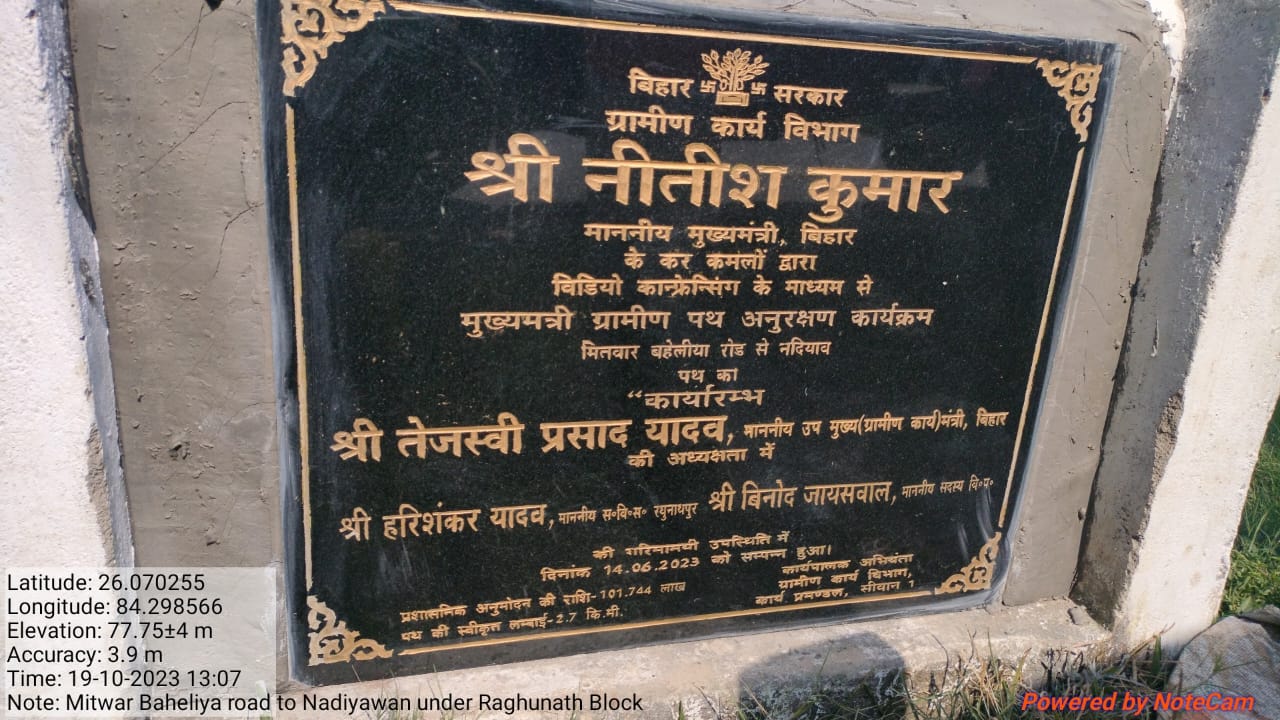 बिहार सरकार
ग्रामीण कार्य विभाग
श्री नीतीश कुमार
माननीय मुख्यमंत्री, बिहार
के कर कमलों द्वारा
विडियो कान्फ्रेन्सिंग के माध्यम से
मुख्यमत्री ग्रामीण पथ अनुरक्षण कार्यक्रम
मितवार बहेलीया रोड से नदियाव
पथ का
“कार्यारम्भ
श्री तेजस्वी प्रसाद यादव, माननीय उप मुख्य(ग्रामीण कार्य)मंत्री, बिहार
की अध्यक्षता में
श्री हरिशंकर यादव, माननीय स०वि०स० रघुनाथपुर श्री बिनोद जायसवाल, माननीय सदस्य वि०प०
की गरिमामयी उपस्थिति में
दिनांक 14.06.2023 को सम्पन्न हुआ।
प्रशासनिक अनुमोदन की राशि-101.744 लाख
पथ की स्वीकृत लम्बाई-2.7 कि.मी.
कार्यपालक अभियंता
ग्रामीण कार्य विभाग,
कार्य प्रमण्डल, सीवान 1
Latitude: 26.070255
Longitude: 84.298566
Elevation: 77.75±4 m
Accuracy: 3.9 m
Time: 19-10-2023 13:07
Note: Mitwar Baheliya road to Nadiyawan under Raghunath Block
Powered by NoteCam